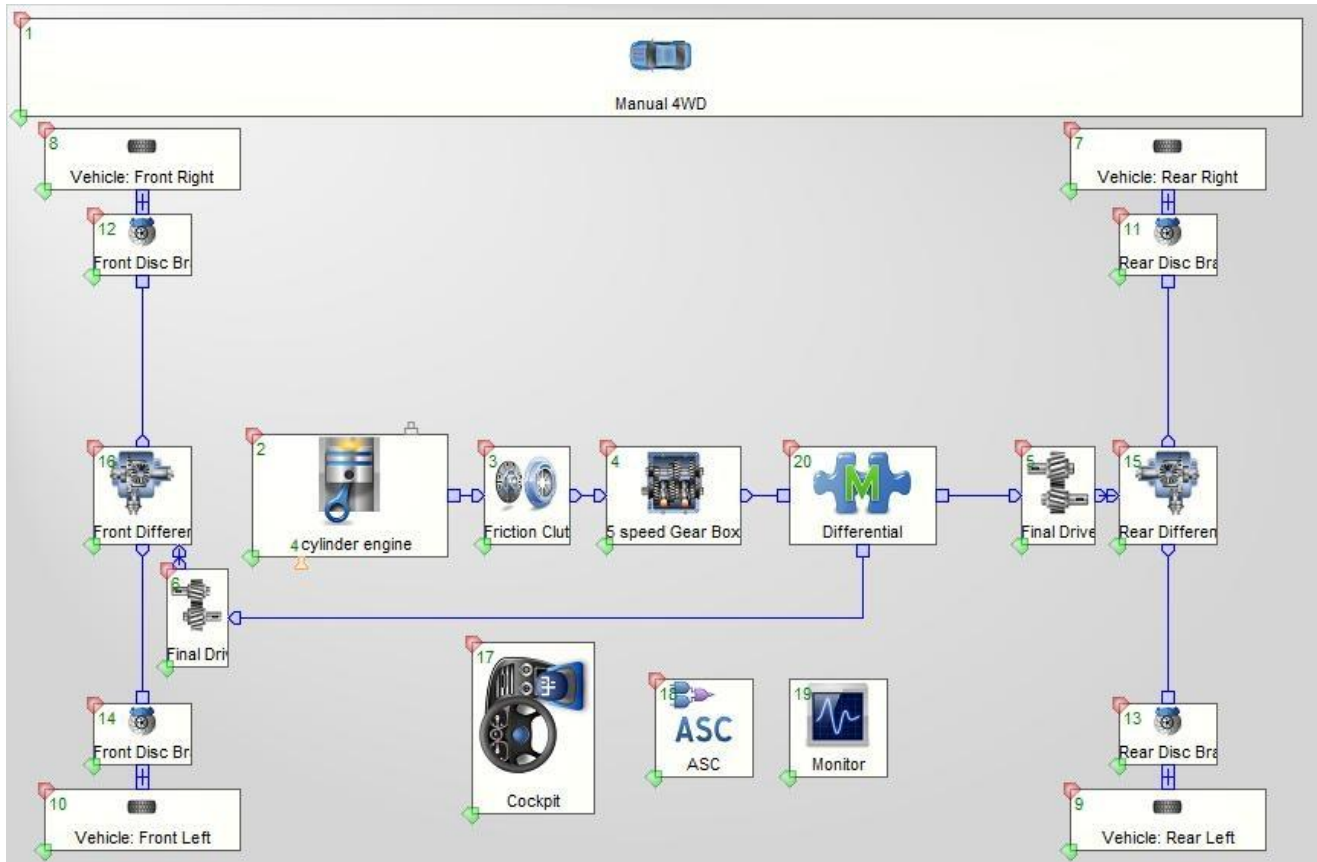 1
Manual 4WD
8
Vehicle: Front Right
7
Vehicle: Rear Right
12
Front Disc Br
11
Rear Disc Bra
16
Front Differen
2
4 cylinder engine
3
Friction Clut
4
5 speed Gear Box
20
M
Differential
5
Final Drive
15
Rear Differen
6
Final Dri
17
Cockpit
18
ASC
ASC
19
Monitor
14
Front Disc Br
13
Rear Disc Bra
10
Vehicle: Front Left
9
Vehicle: Rear Left